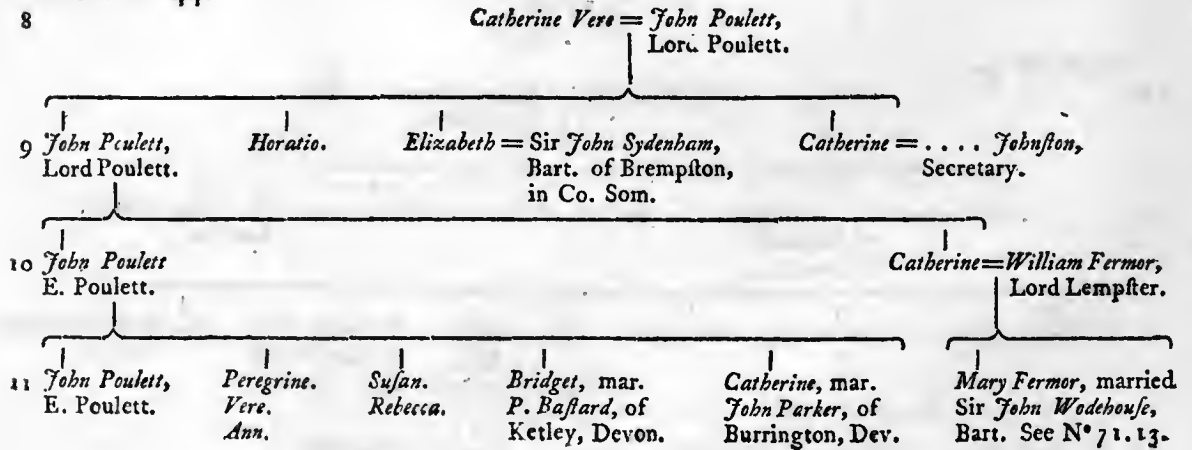 8 Catherine Vere = John Poulett,
Lord Poulett.
9 John Poulett, Horatio. Elizabeth = Sir John Sydenham, Catherine = .... Johnſton,
Lord Poulett. Bart. of Brempſton, Secretary.
in Co. Som.
10 John Poulett Catherine=William Fermor,
E. Poulett. Lord Lempſter.
11 John Poulett, Peregrine. Suſan. Bridget, mar. Catherine, mar. Mary Fermor, married
E. Poulett. Vere. Rebecca. P. Baſtard, of John Parker, of Sir John Wodehouſe,
Ann. Ketley, Devon. Burrington, Dev. Bart. See N° 71.13.